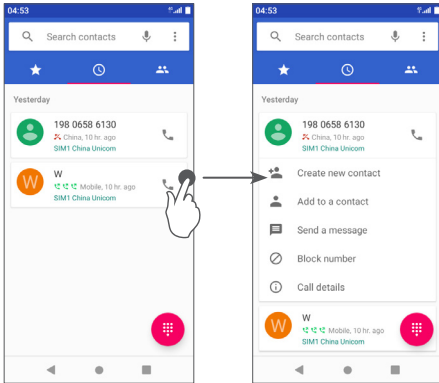 04:53
Search contacts
Yesterday
198 0658 6130
China, 10 hr. ago
SIM1 China Unicom
W
W
Mobile, 10 hr. ago
SIM1 China Unicom
04:53
Search contacts
Yesterday
198 0658 6130
China, 10 hr. ago
SIM1 China Unicom
Create new contact
Add to a contact
Send a message
Block number
Call details
W
W
Mobile, 10 hr. ago
SIM1 China Unicom